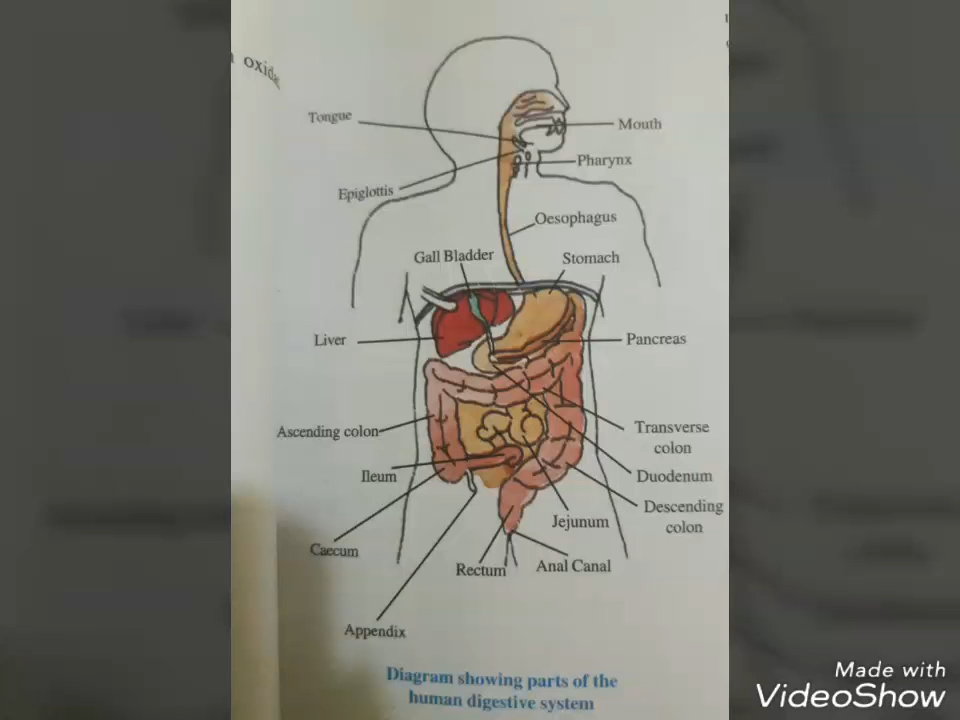 oxide
Tongue
Mouth
Pharynx
Epiglottis
Oesophagus
Gall Bladder
Stomach
Liver
Pancreas
Ascending colon
Transverse
colon
Ileum
Duodenum
Descending
colon
Jejunum
Caecum
Rectum
Anal Canal
Appendix
Diagram showing parts of the
human digestive system
Made with
VideoShow